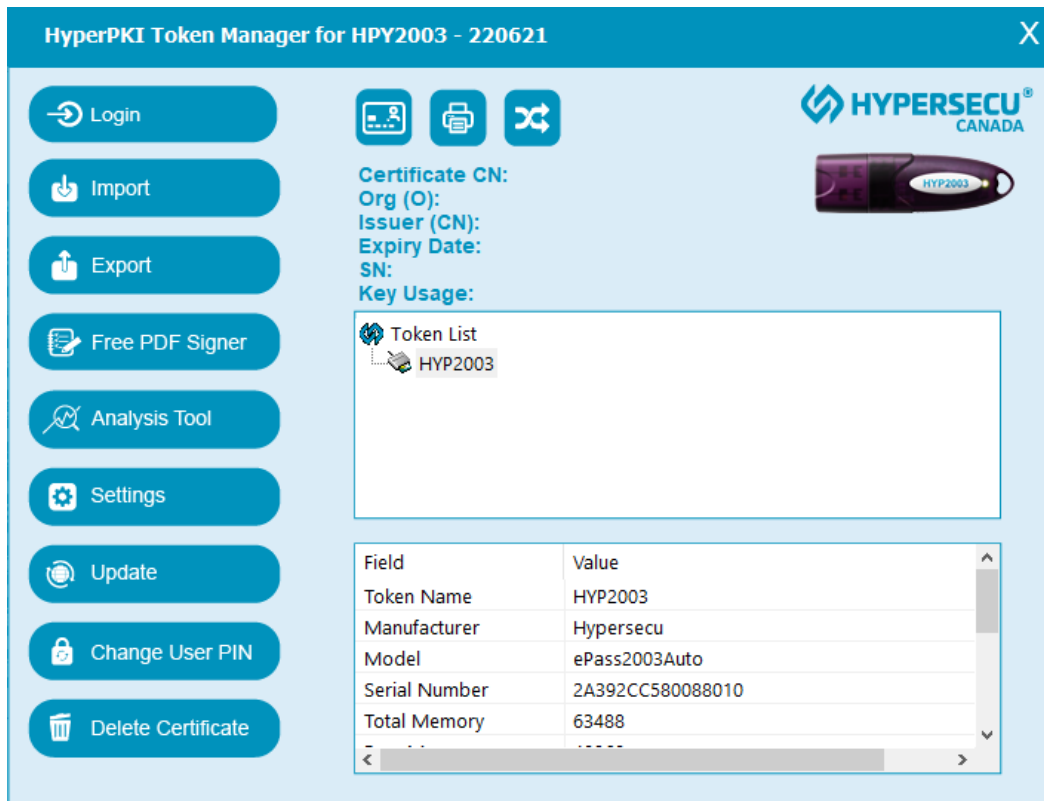 HyperPKI Token Manager for HPY2003 - 220621 X
Login
Import
Export
Free PDF Signer
Analysis Tool
Settings
Update
Change User PIN
Delete Certificate
HYPERSECU®
CANADA
HYP2003
Certificate CN:
Org (O):
Issuer (CN):
Expiry Date:
SN:
Key Usage:
Token List
HYP2003
Field Value
Token Name HYP2003
Manufacturer Hypersecu
Model ePass2003Auto
Serial Number 2A392CC580088010
Total Memory 63488